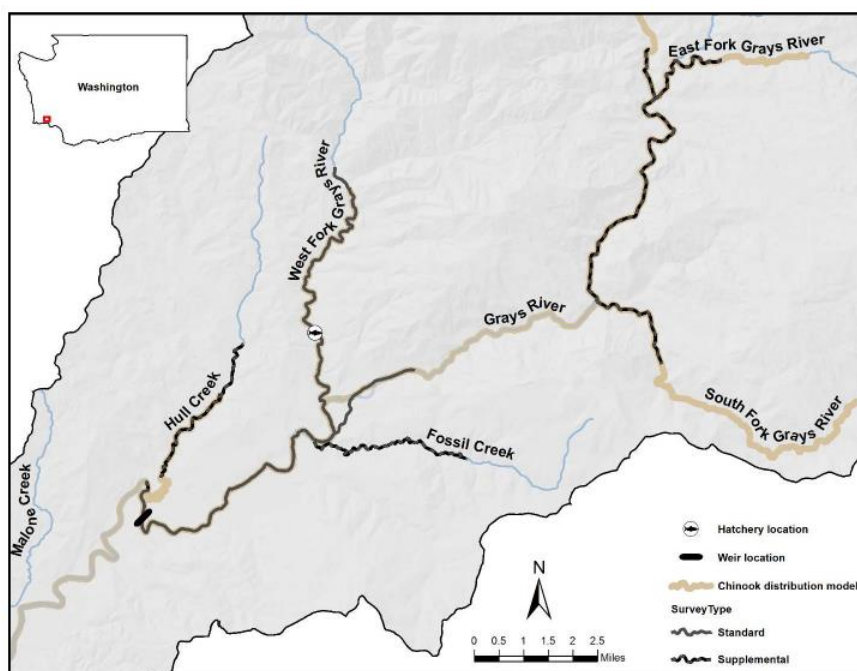 Washington
East Fork Grays River
West Fork Grays River
Grays River
Hull Creek
Fossil Creek
South Fork Grays River
Malone Creek
N
0 0.5 1 1.5 2 2.5
Miles
Hatchery location
Weir location
Chinook distribution model
SurveyType
Standard
Supplemental